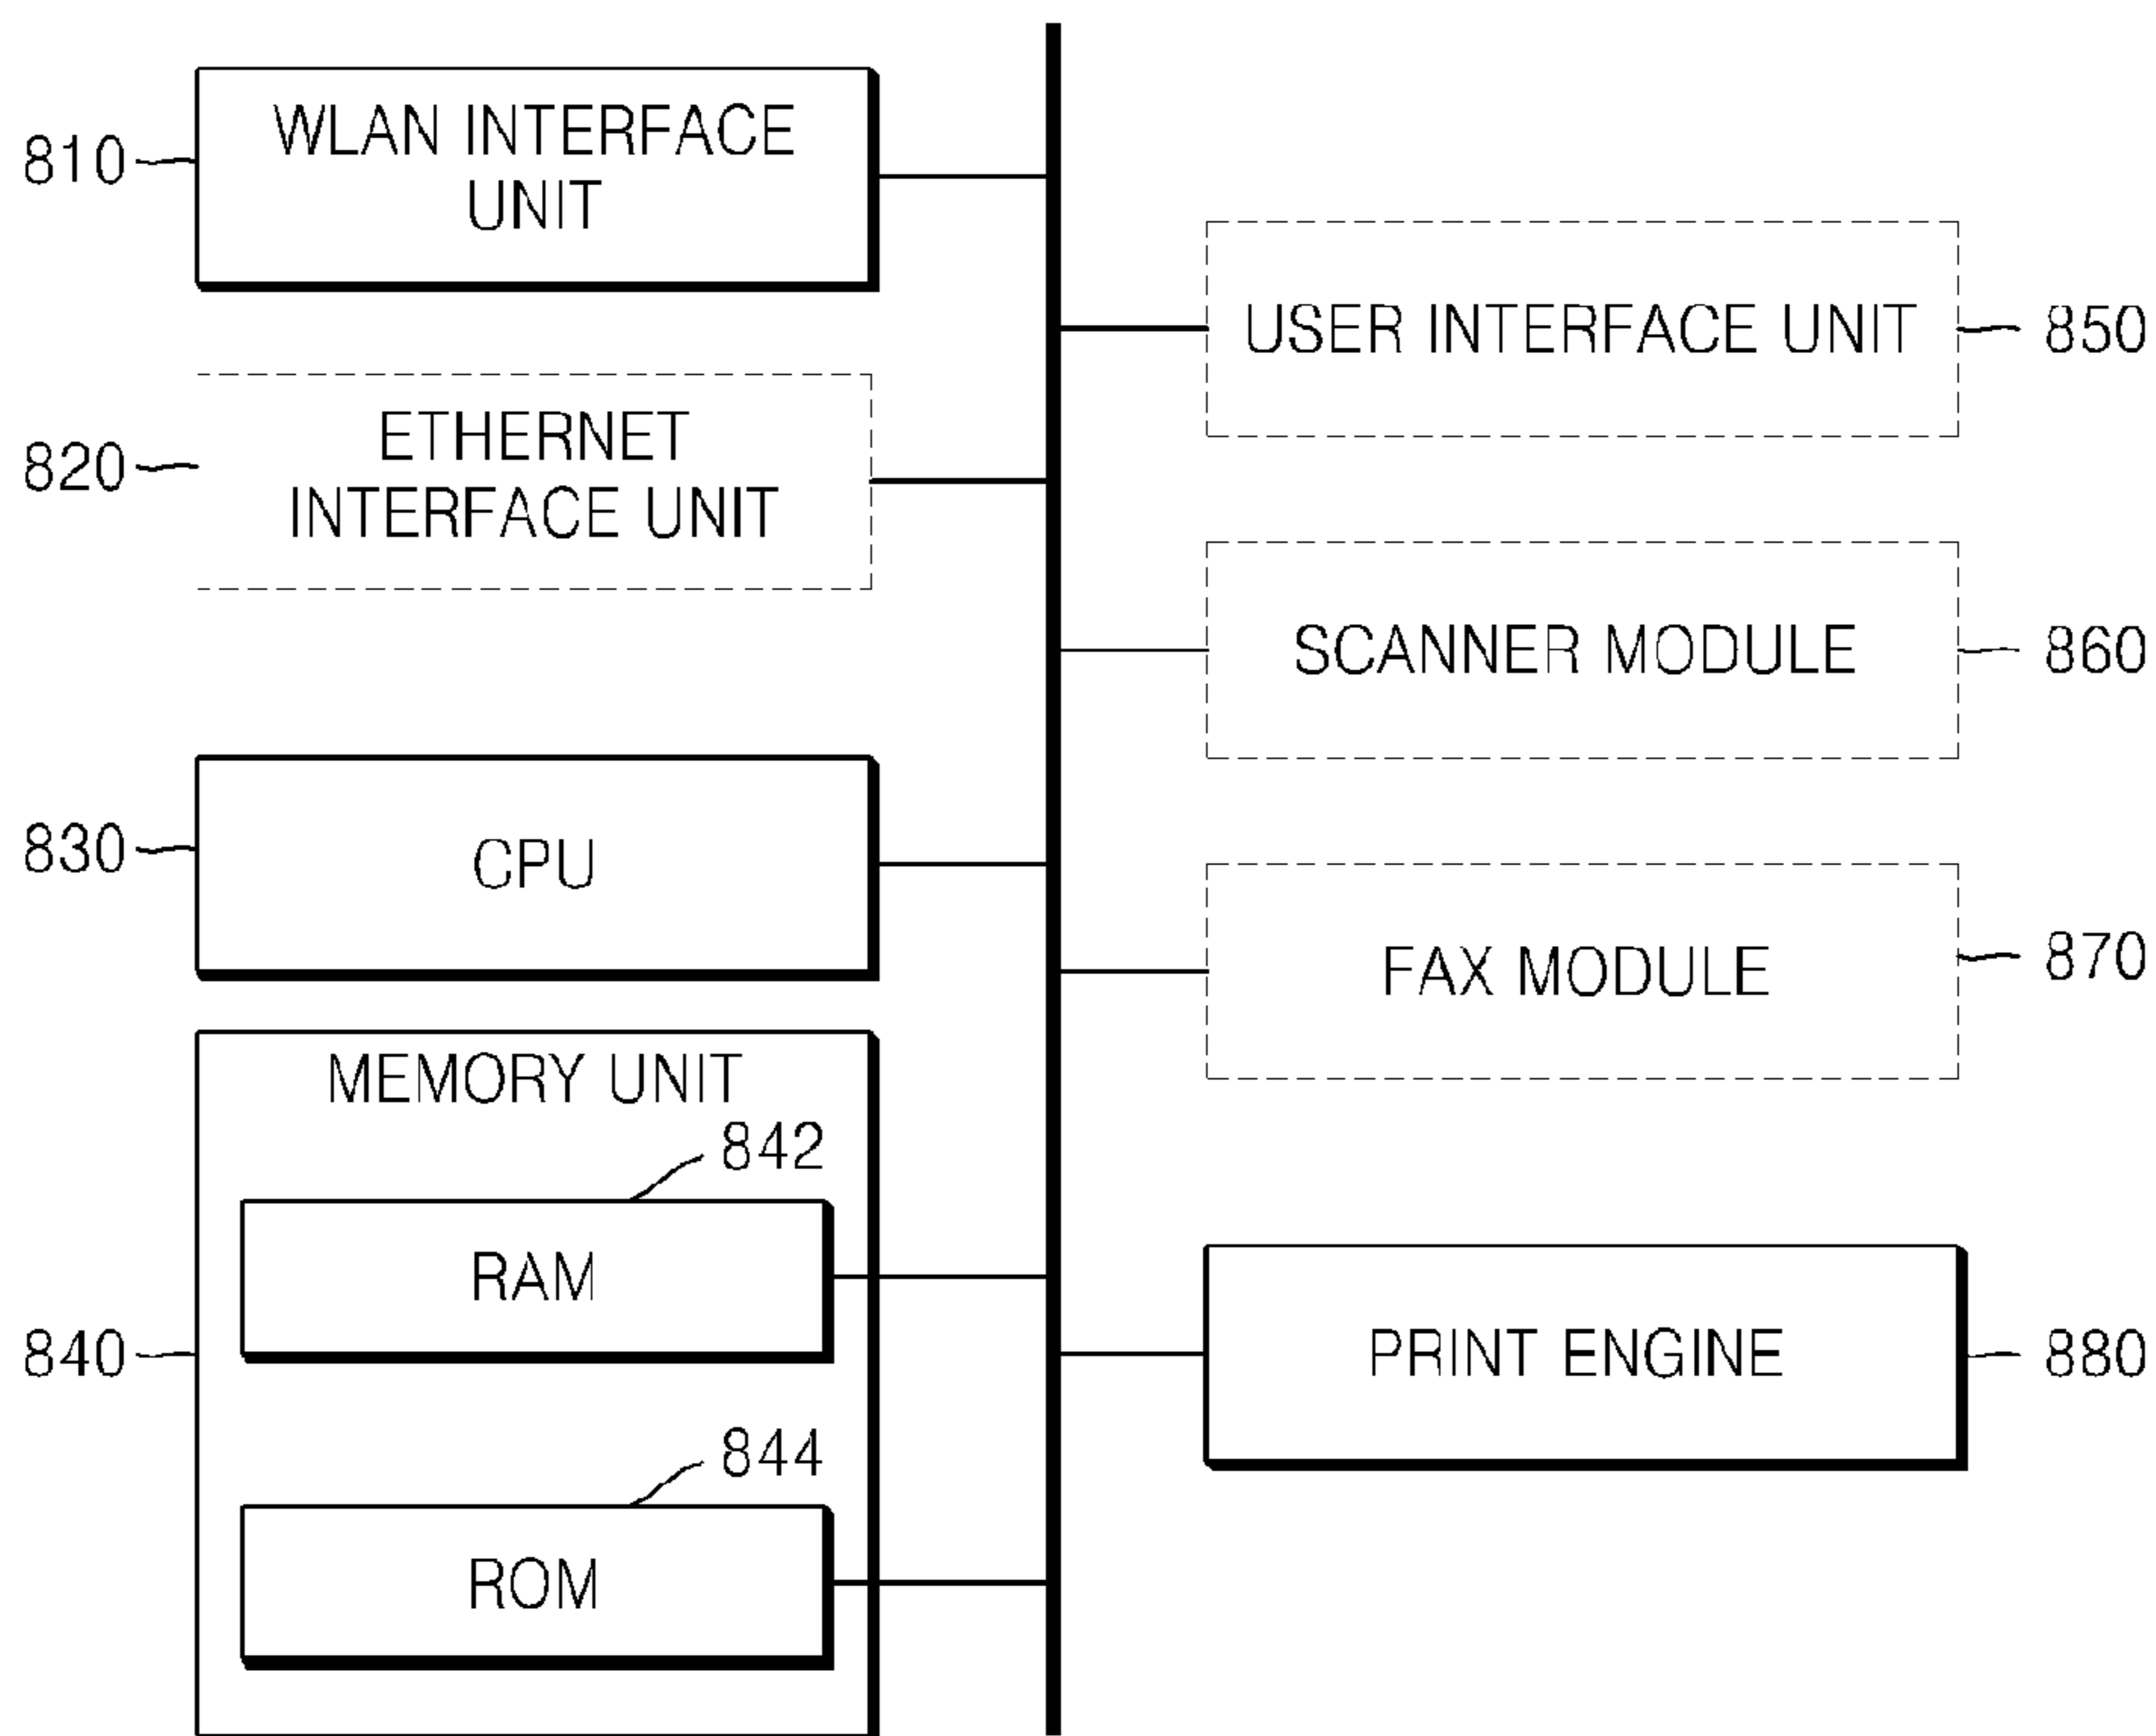 810
WLAN INTERFACE
UNIT
820
ETHERNET
INTERFACE UNIT
830
CPU
840
MEMORY UNIT
842
RAM
844
ROM
USER INTERFACE UNIT
850
SCANNER MODULE
860
FAX MODULE
870
PRINT ENGINE
880